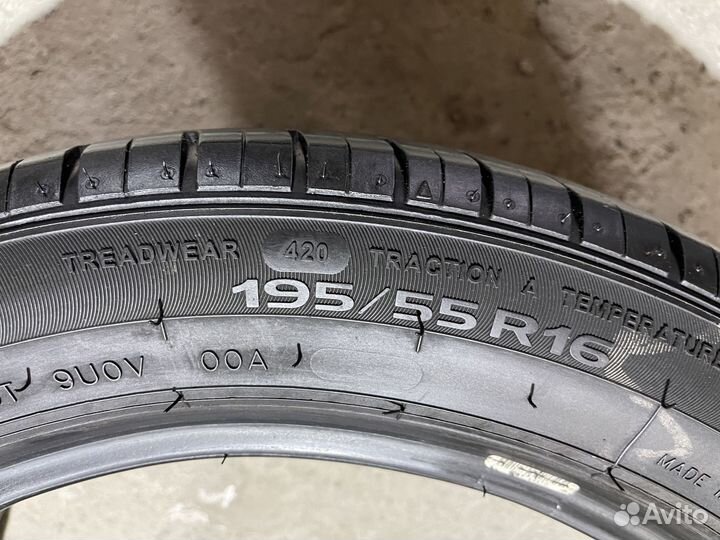 TREADWEAR 420 TRACTION A TEMPERATURE
195/55 R16
9U0V 00A
MADE
Avito